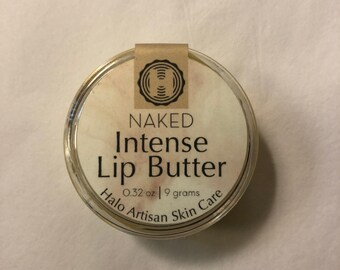 NAKED
Intense
Lip Butter
0.32 oz | 9 grams
Halo Artisan Skin Care